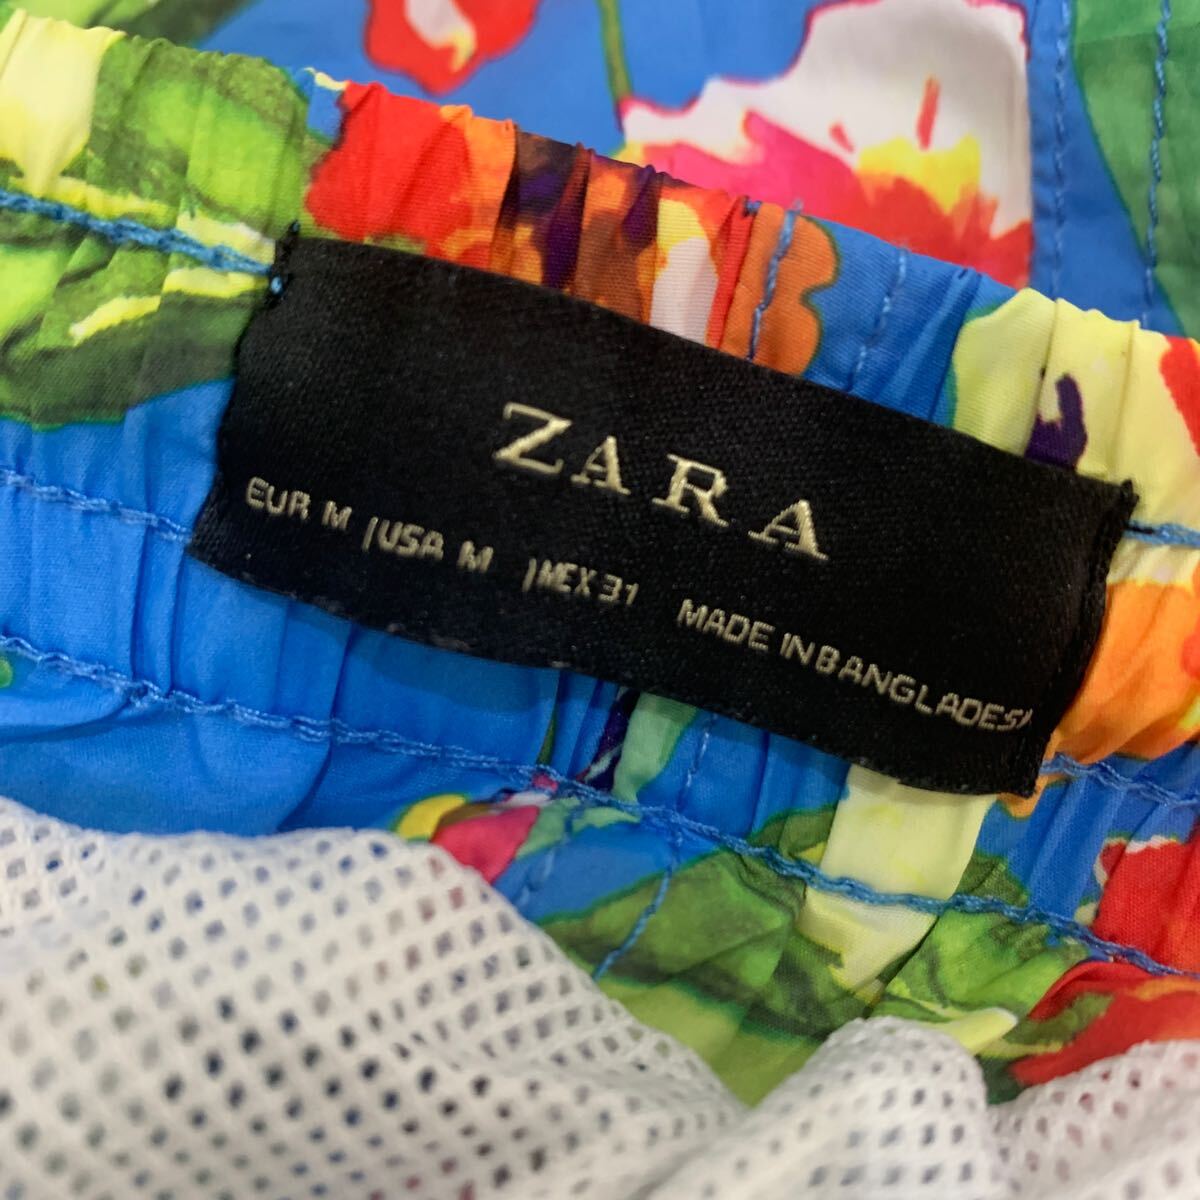 ZARA
EUR M | USA M | MEX 31 MADE IN BANGLADESH